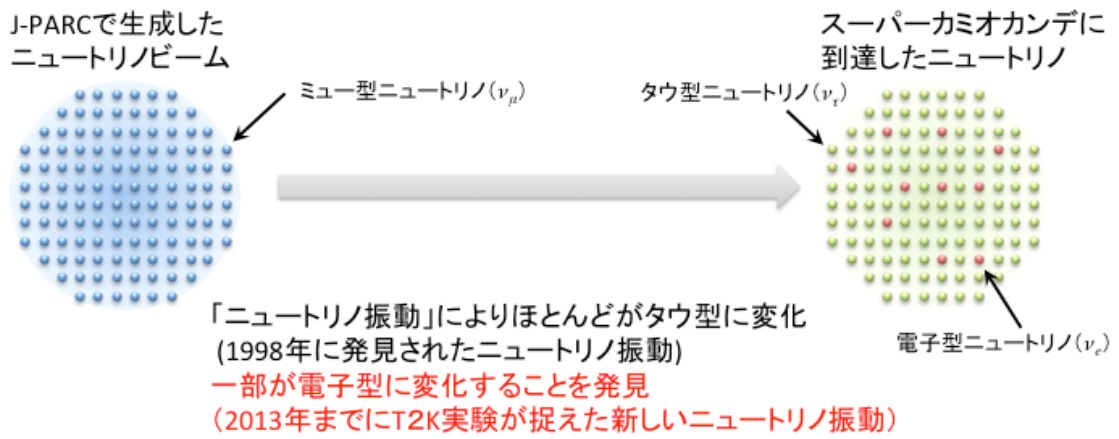 J-PARCで生成した
ニュートリノビーム
ミュー型ニュートリノ(νμ)
タウ型ニュートリノ(ντ)
スーパーカミオカンデに
到達したニュートリノ
電子型ニュートリノ(νe)
「ニュートリノ振動」によりほとんどがタウ型に変化
(1998年に発見されたニュートリノ振動)
一部が電子型に変化することを発見
(2013年までにT2K実験が捉えた新しいニュートリノ振動)